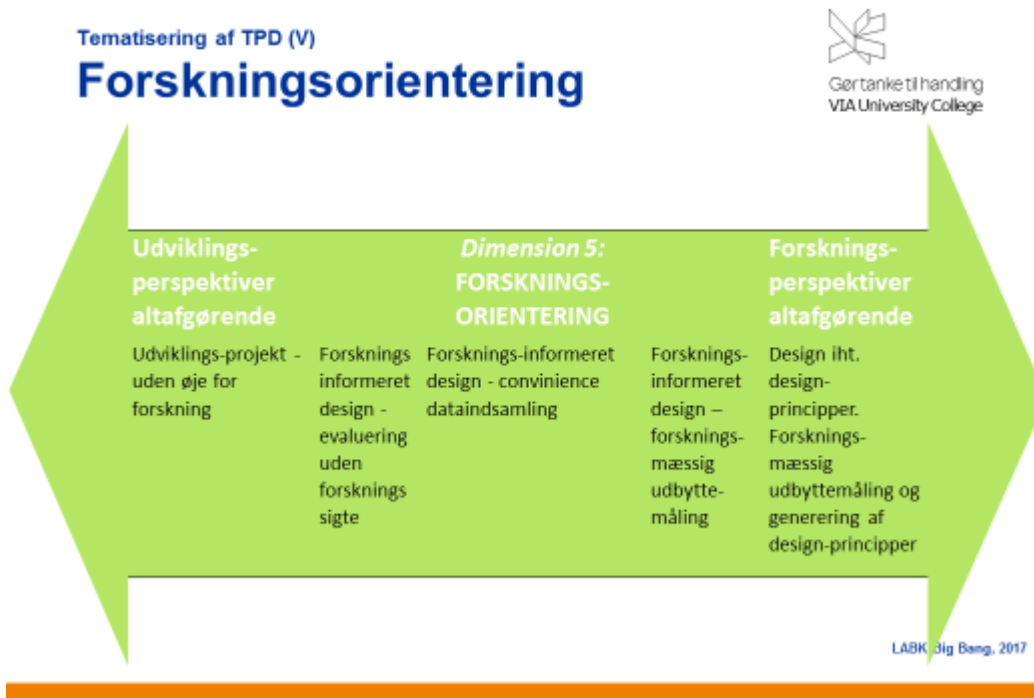 Tematisering af TPD (V)
Forskningsorientering
Gør tanke til handling
VIA University College
Udviklings-
perspektiver
altafgørende
Dimension 5:
FORSKNINGS-
ORIENTERING
Forsknings-
perspektiver
altafgørende
Udviklings-projekt -
uden øje for
forskning
Forsknings
informeret
design -
evaluering
uden
forsknings
sigte
Forsknings-informeret
design - convinience
dataindsamling
Forsknings-
informeret
design –
forsknings-
mæssig
udbytte-
måling
Design iht.
design-
principper.
Forsknings-
mæssig
udbyttemåling og
generering af
design-principper
LABK, Big Bang, 2017